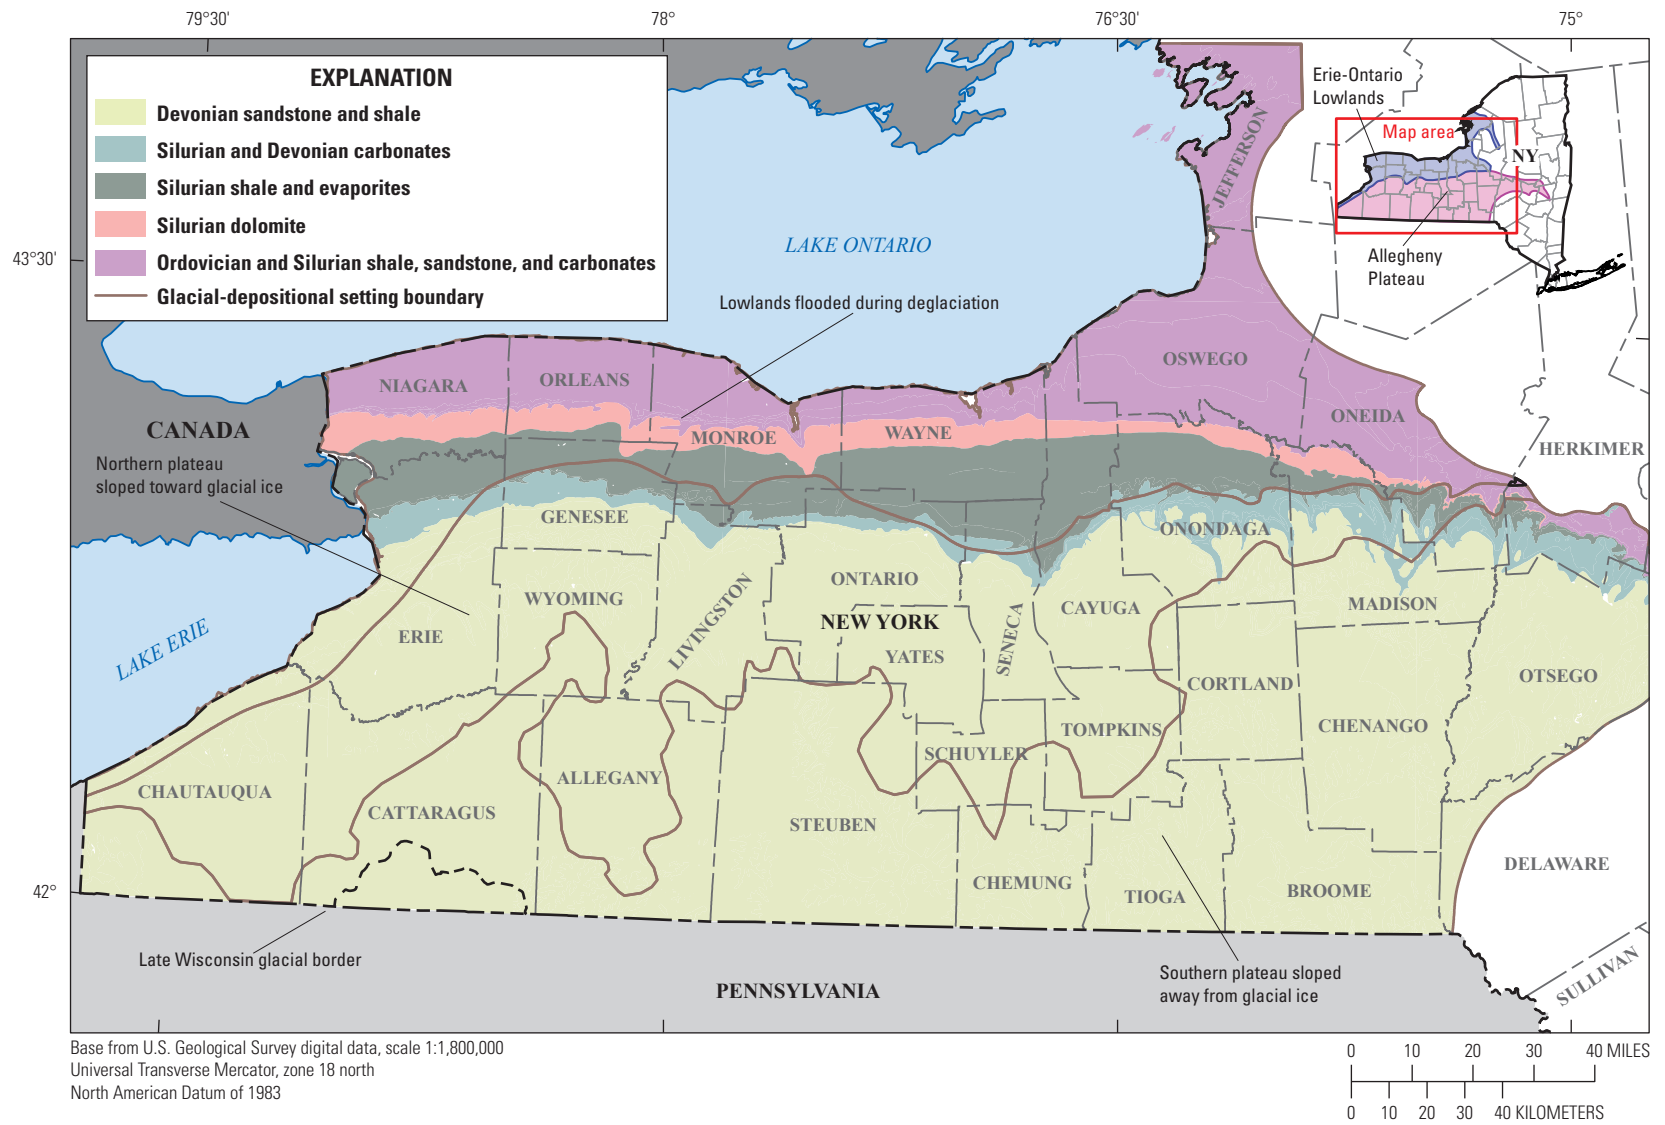 79°30'
78°
76°30'
75°
EXPLANATION
Devonian sandstone and shale
Silurian and Devonian carbonates
Silurian shale and evaporites
Silurian dolomite
Ordovician and Silurian shale, sandstone, and carbonates
Glacial-depositional setting boundary
Erie-Ontario
Lowlands
Map area
NY
Allegheny
Plateau
43°30'
42°
LAKE ONTARIO
JEFFERSON
Lowlands flooded during deglaciation
NIAGARA
ORLEANS
OSWEGO
ONEIDA
CANADA
MONROE
WAYNE
HERKIMER
Northern plateau
sloped toward glacial ice
GENESEE
ONONDAGA
LAKE ERIE
ERIE
WYOMING
LIVINGSTON
ONTARIO
NEW YORK
YATES
SENECA
CAYUGA
MADISON
CORTLAND
OTSEGO
CHENANGO
TOMPKINS
SCHUYLER
CHAUTAUQUA
CATTARAGUS
ALLEGANY
STEUBEN
CHEMUNG
TIOGA
BROOME
DELAWARE
SULLIVAN
Late Wisconsin glacial border
PENNSYLVANIA
Southern plateau sloped
away from glacial ice
Base from U.S. Geological Survey digital data, scale 1:1,800,000
Universal Transverse Mercator, zone 18 north
North American Datum of 1983
0 10 20 30 40 MILES
0 10 20 30 40 KILOMETERS